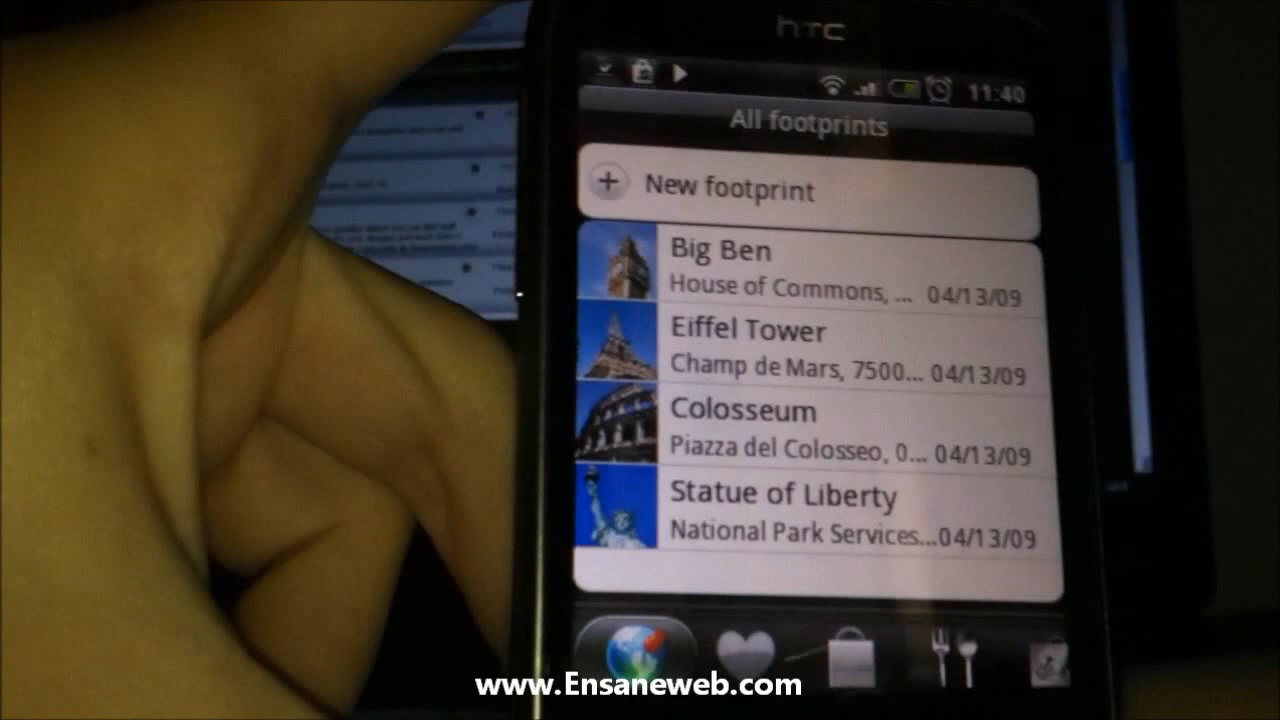 hTC
11:40
All footprints
New footprint
Big Ben
House of Commons, ... 04/13/09
Eiffel Tower
Champ de Mars, 7500... 04/13/09
Colosseum
Piazza del Colosseo, 0... 04/13/09
Statue of Liberty
National Park Services...04/13/09
www.Ensaneweb.com